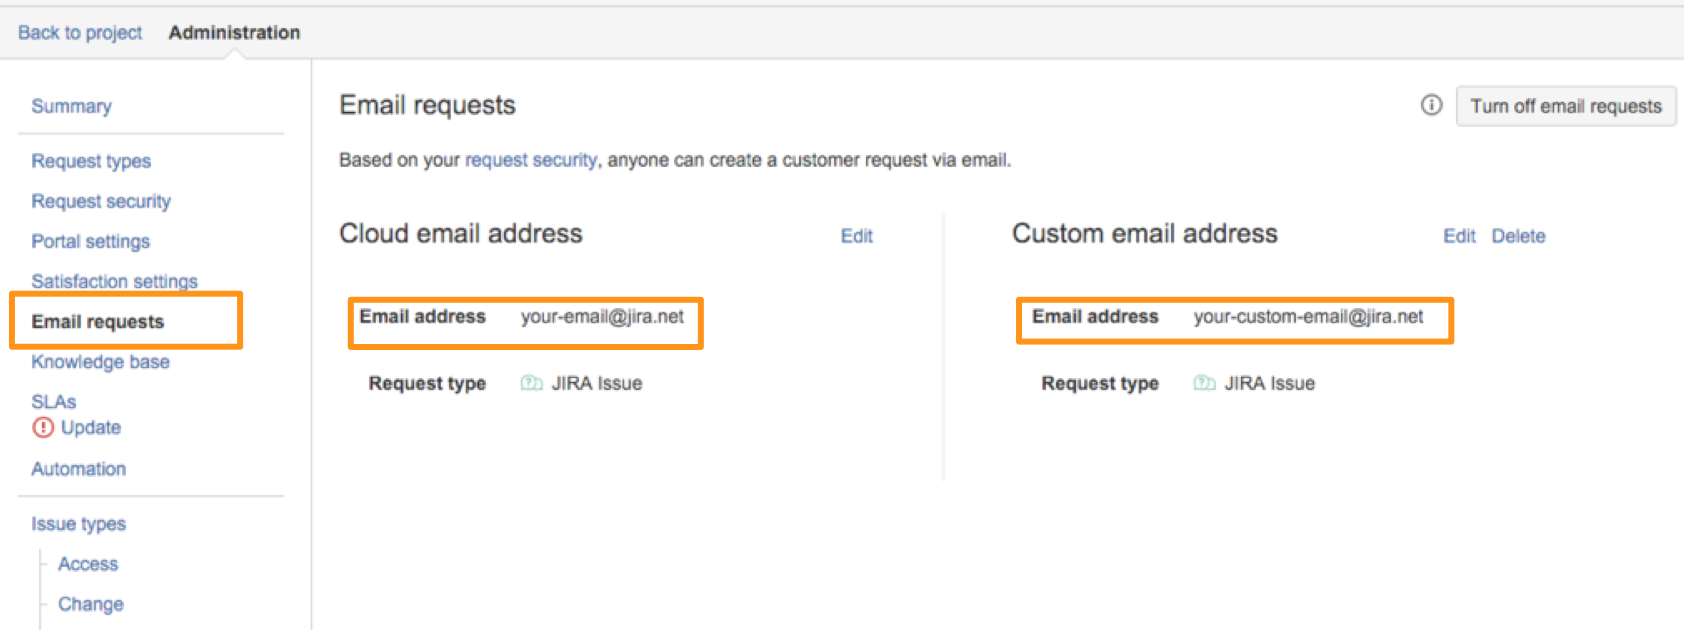 Back to project Administration
Summary
Request types
Request security
Portal settings
Satisfaction settings
Email requests
Knowledge base
SLAs
Update
Automation
Issue types
Access
Change
Email requests
Turn off email requests
Based on your request security, anyone can create a customer request via email.
Cloud email address Edit
Email address your-email@jira.net
Request type JIRA Issue
Custom email address Edit Delete
Email address your-custom-email@jira.net
Request type JIRA Issue